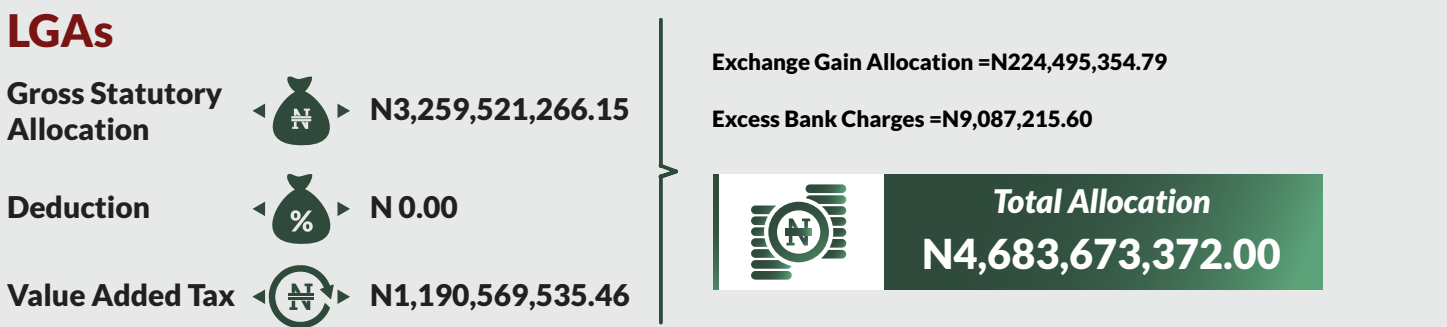 LGAs
Gross Statutory
Allocation
₦
N3,259,521,266.15
Deduction
%
N 0.00
Value Added Tax
₦
N1,190,569,535.46
Exchange Gain Allocation =N224,495,354.79
Excess Bank Charges =N9,087,215.60
₦
Total Allocation
N4,683,673,372.00